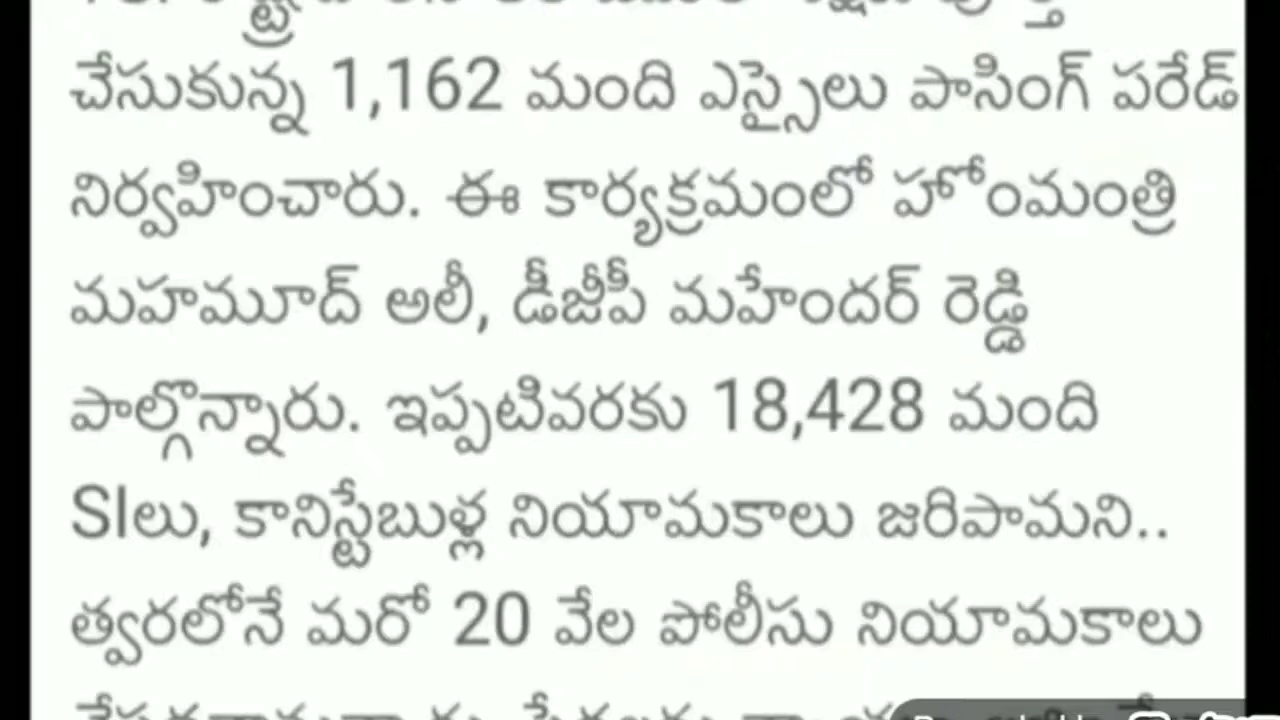 చేసుకున్న 1,162 మంది ఎస్సైలు పాసింగ్ పరేడ్
నిర్వహించారు. ఈ కార్యక్రమంలో హోంమంత్రి
మహమూద్ అలీ, డీజీపీ మహేందర్ రెడ్డి
పాల్గొన్నారు. ఇప్పటివరకు 18,428 మంది
SIలు, కానిస్టేబుళ్ల నియామకాలు జరిపామని..
త్వరలోనే మరో 20 వేల పోలీసు నియామకాలు